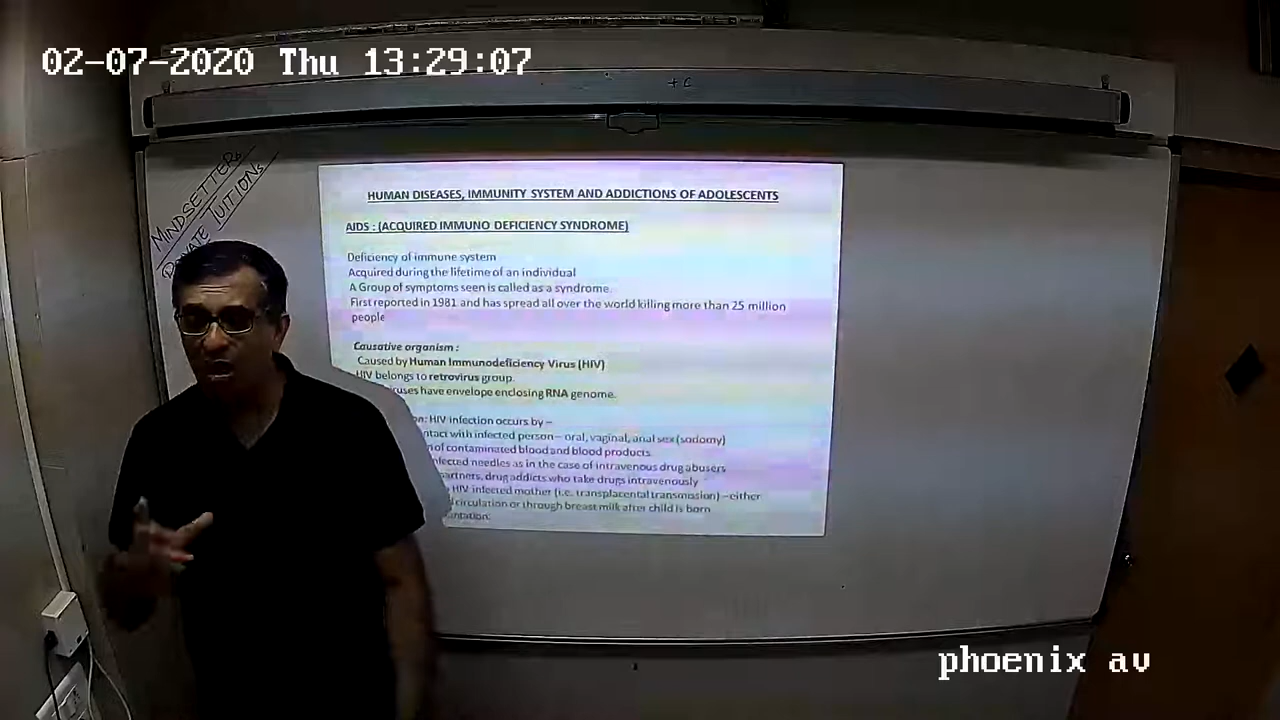 02-07-2020 Thu 13:29:07
+C
MINDSETTERS
PRIVATE TUITIONS
HUMAN DISEASES, IMMUNITY SYSTEM AND ADDICTIONS OF ADOLESCENTS
AIDS : (ACQUIRED IMMUNO DEFICIENCY SYNDROME)
Deficiency of immune system
Acquired during the lifetime of an individual
A Group of symptoms seen is called as a syndrome.
First reported in 1981 and has spread all over the world killing more than 25 million
people
Causative organism :
Caused by Human Immunodeficiency Virus (HIV)
HIV belongs to retrovirus group.
have envelope enclosing RNA genome.
HIV infection occurs by –
with infected person – oral, vaginal, anal sex (sodomy)
of contaminated blood and blood products
infected needles as in the case of intravenous drug abusers
partners, drug addicts who take drugs intravenously
HIV infected mother (i.e. transplacental transmission) – either
circulation or through breast milk after child is born
phoenix av